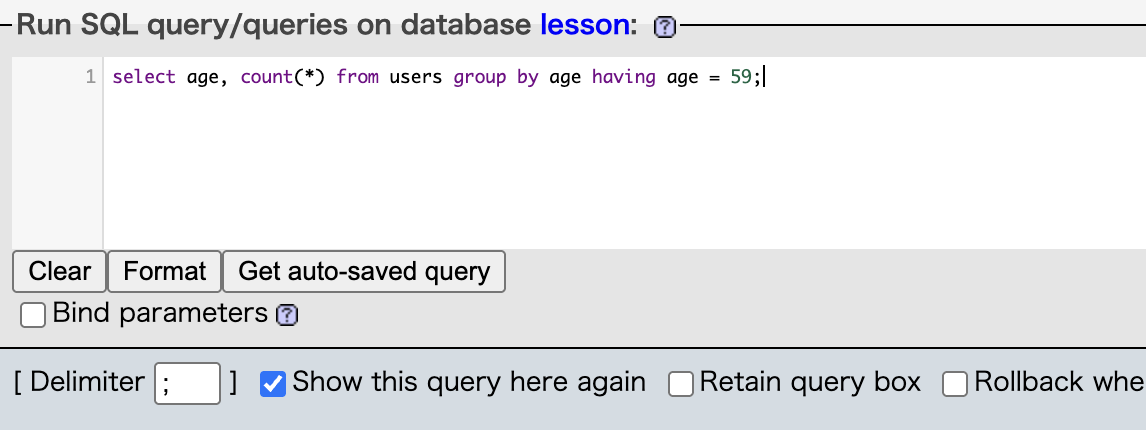 Run SQL query/queries on database lesson:
1 select age, count(*) from users group by age having age = 59;
Clear Format Get auto-saved query
Bind parameters
[ Delimiter ; ] Show this query here again Retain query box Rollback whe